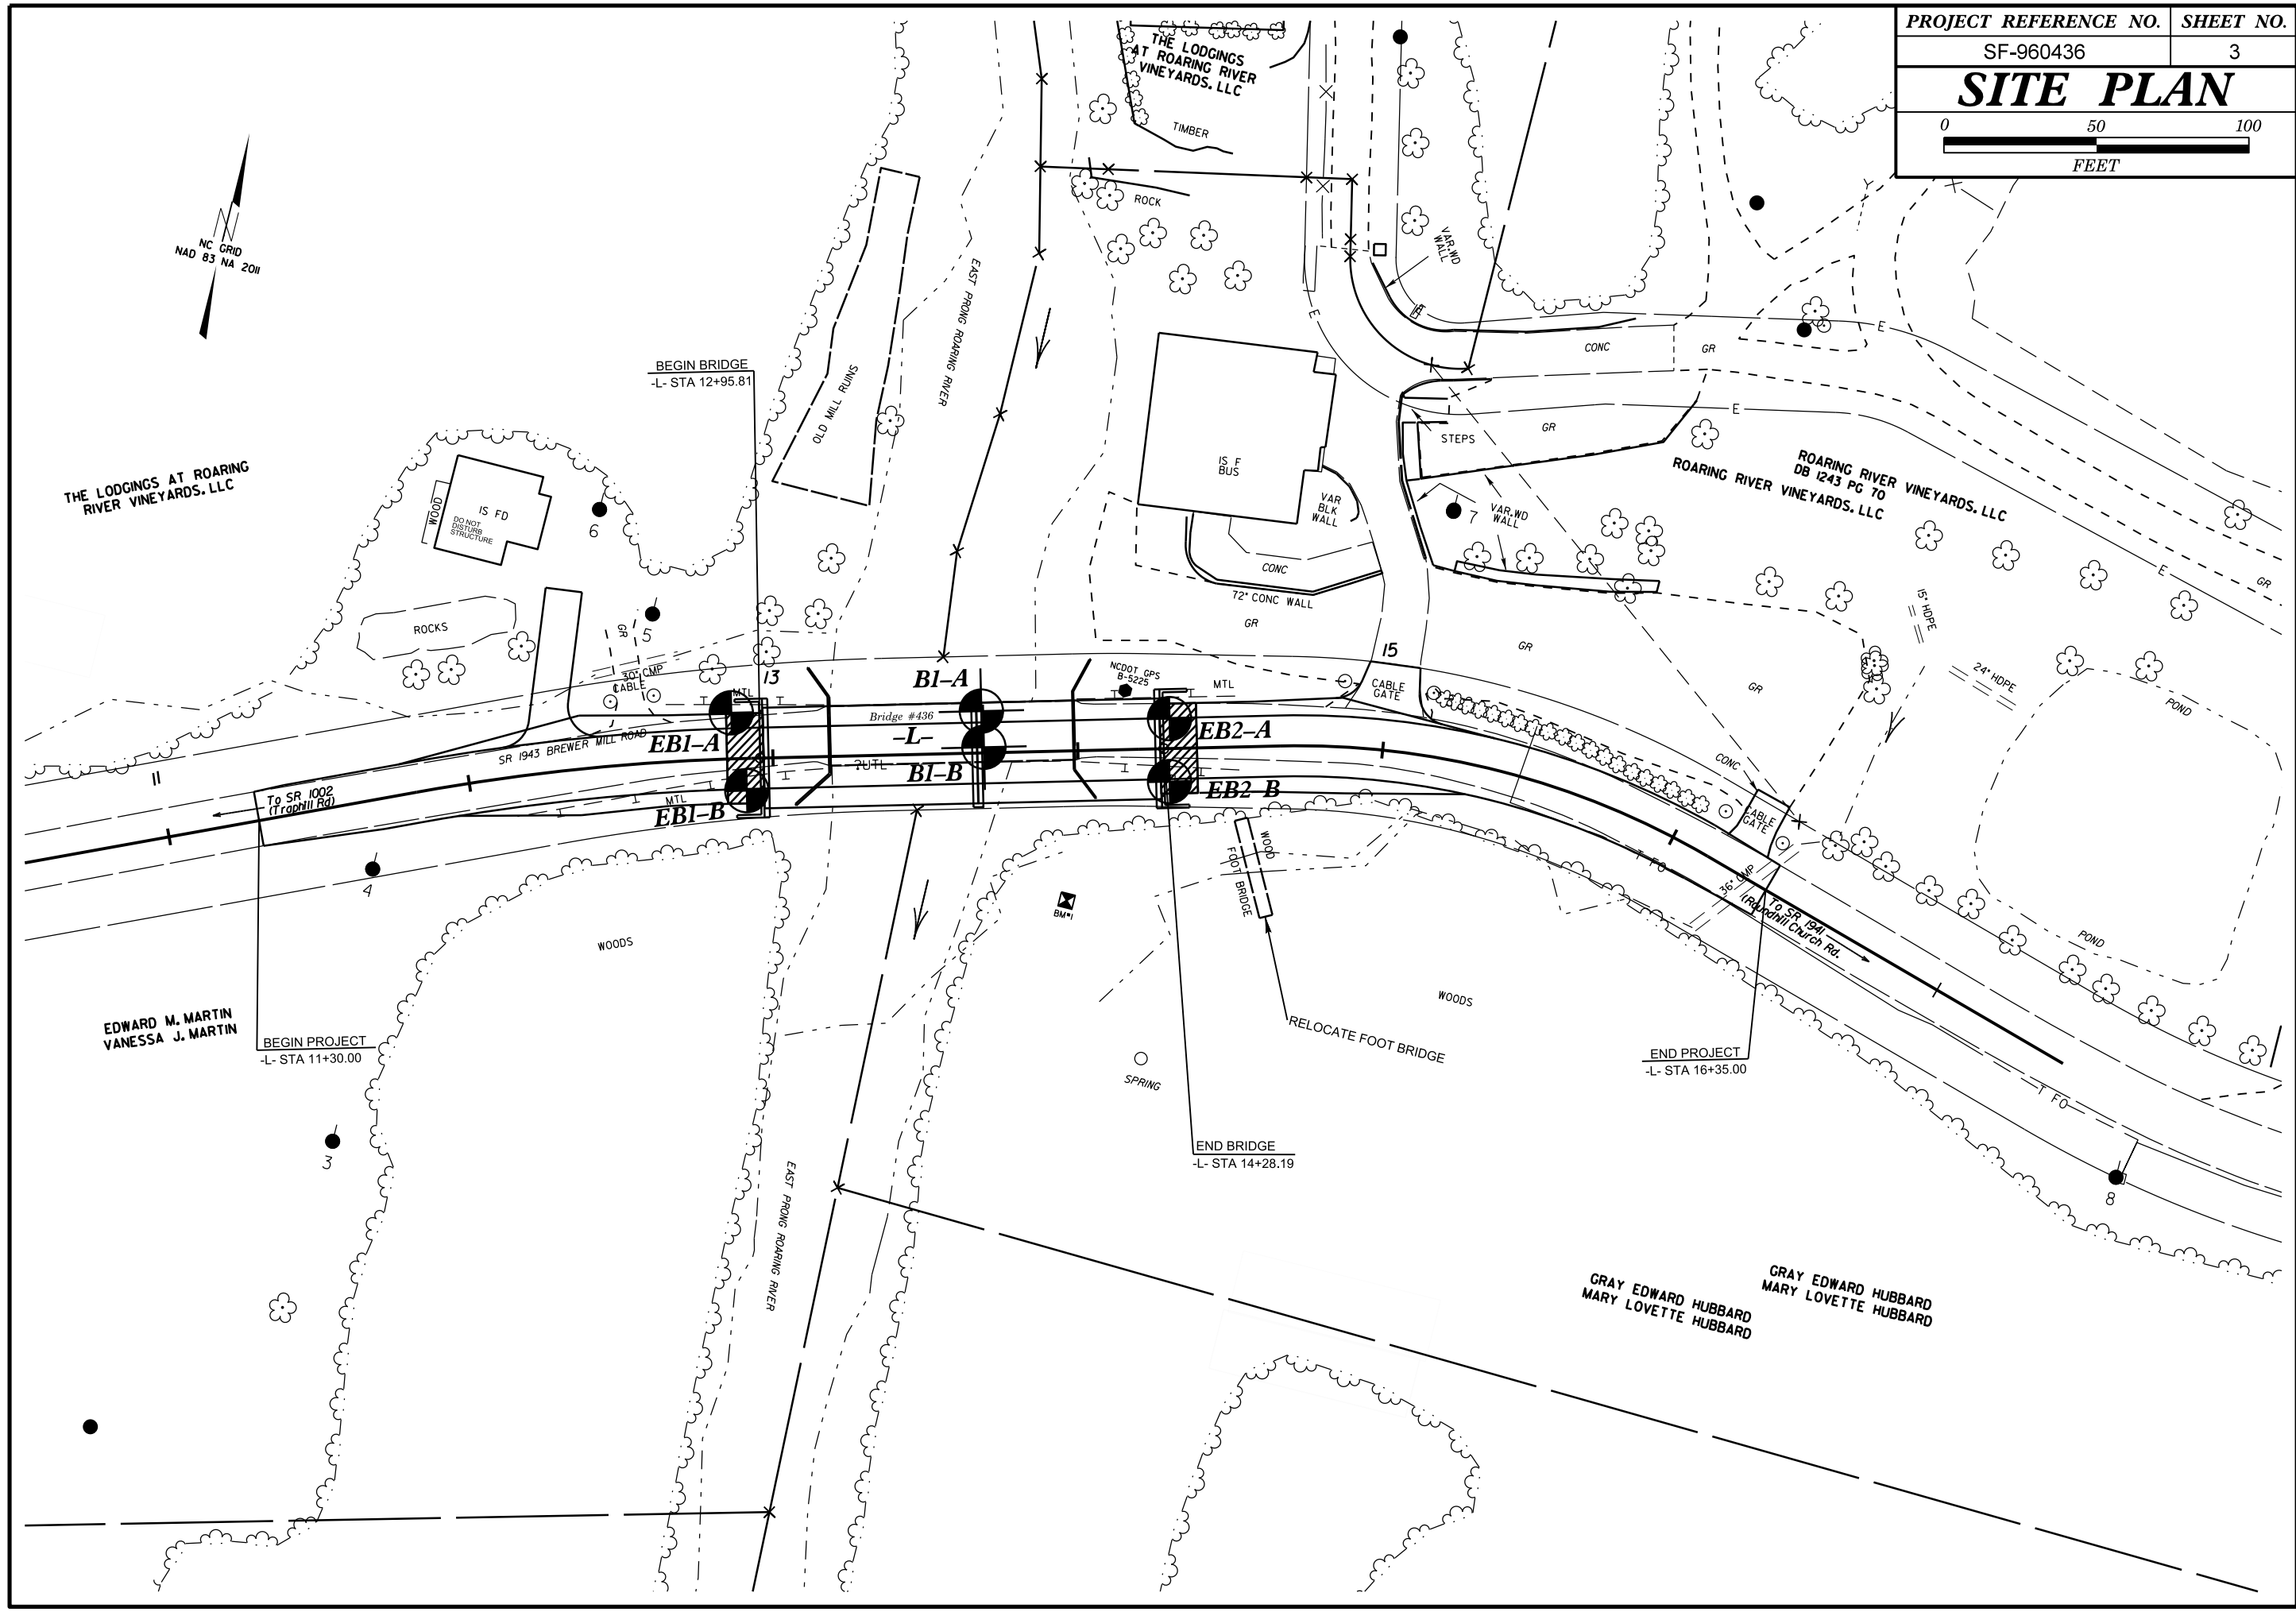 PROJECT REFERENCE NO.
SHEET NO.
SF-960436
3
SITE PLAN
0 50 100
FEET
THE LODGINGS
AT ROARING RIVER
VINEYARDS, LLC
TIMBER
ROCK
VAR.WD
WALL
NC GRID
NAD 83 NA 2011
EAST PRONG ROARING RIVER
E
E
CONC
GR
BEGIN BRIDGE
-L- STA 12+95.81
OLD MILL RUINS
E
STEPS
GR
IS F
BUS
ROARING RIVER VINEYARDS, LLC
DB 1243 PG 70
ROARING RIVER VINEYARDS, LLC
THE LODGINGS AT ROARING
RIVER VINEYARDS, LLC
WOOD
IS FD
DO NOT
DISTURB
STRUCTURE
6
VAR
BLK
WALL
7
VAR.WD
WALL
CONC
E
GR
72" CONC WALL
15" HDPE
ROCKS
GR
5
GR
GR
15
24" HDPE
30" CMP
CABLE
MTL
13
B1-A
NCDOT GPS
B-5225
MTL
CABLE
GATE
GR
POND
Bridge #436
-L-
EB1-A
EB2-A
SR 1943 BREWER MILL ROAD
?UTL
B1-B
CONC
11
To SR 1002
(Traphill Rd)
MTL
EB1-B
EB2-B
CABLE
GATE
WOOD
FOOT BRIDGE
T FO
36" CMP
4
To SR 1941
(Roundhill Church Rd.
BM#1
POND
WOODS
WOODS
EDWARD M. MARTIN
VANESSA J. MARTIN
BEGIN PROJECT
-L- STA 11+30.00
RELOCATE FOOT BRIDGE
END PROJECT
-L- STA 16+35.00
SPRING
T FO
3
END BRIDGE
-L- STA 14+28.19
8
EAST PRONG ROARING RIVER
GRAY EDWARD HUBBARD
MARY LOVETTE HUBBARD
GRAY EDWARD HUBBARD
MARY LOVETTE HUBBARD